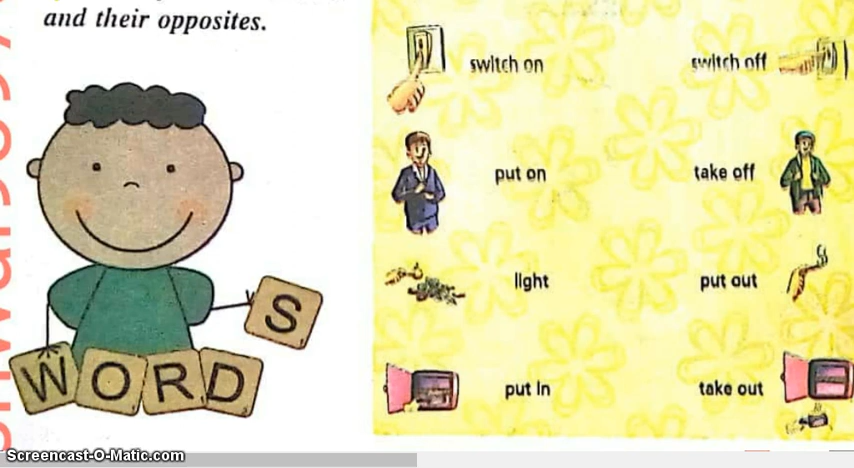 and their opposites.
switch on switch off
put on take off
light put out
put in take out
S
WORD
Screencast-O-Matic.com